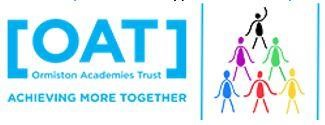 [OAT]
Ormiston Academies Trust
ACHIEVING MORE TOGETHER